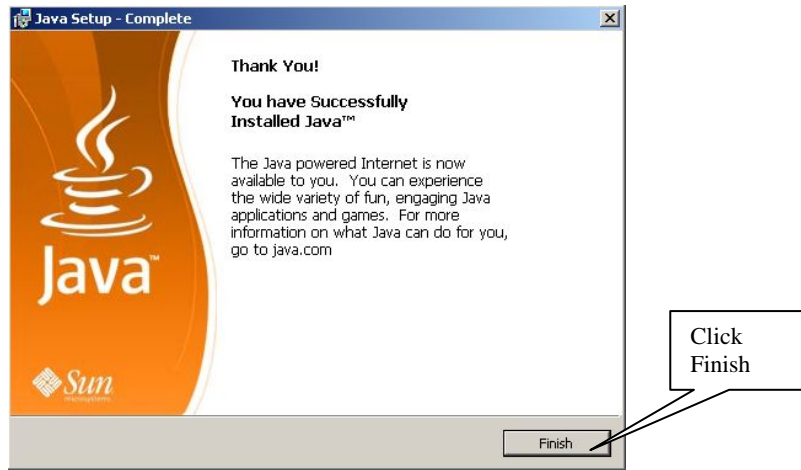 Java Setup - Complete
Thank You!
You have Successfully
Installed Java™
The Java powered Internet is now
available to you. You can experience
the wide variety of fun, engaging Java
applications and games. For more
information on what Java can do for you,
go to java.com
Java™
Sun
microsystems
Finish
Click
Finish